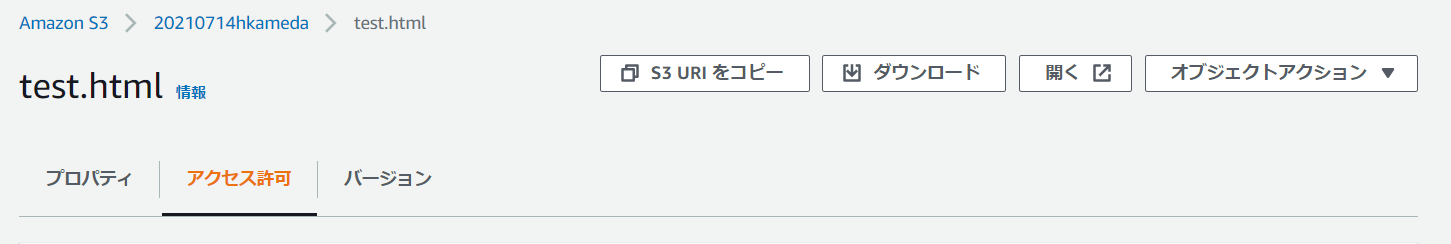 Amazon S3 > 20210714hkameda > test.html
test.html 情報
S3 URI をコピー ダウンロード 開く オブジェクトアクション ▼
プロパティ アクセス許可 バージョン